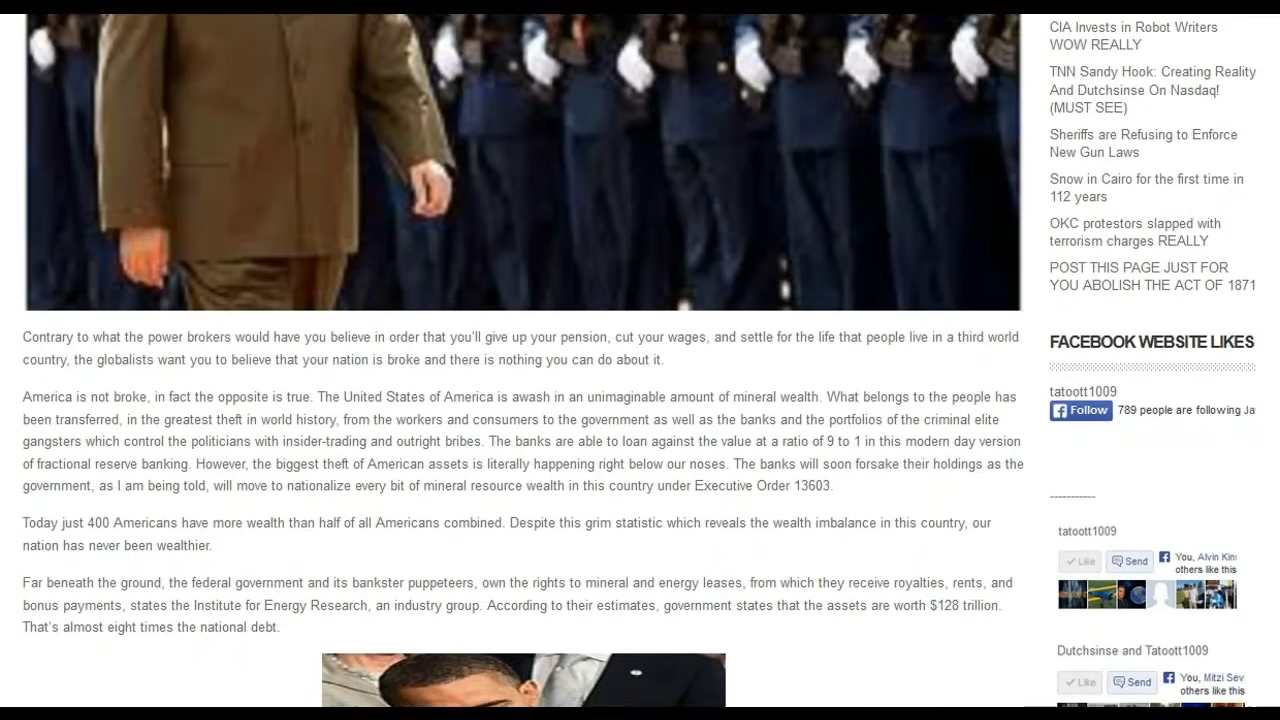 Contrary to what the power brokers would have you believe in order that you'll give up your pension, cut your wages, and settle for the life that people live in a third world
country, the globalists want you to believe that your nation is broke and there is nothing you can do about it.
America is not broke, in fact the opposite is true. The United States of America is awash in an unimaginable amount of mineral wealth. What belongs to the people has
been transferred, in the greatest theft in world history, from the workers and consumers to the government as well as the banks and the portfolios of the criminal elite
gangsters which control the politicians with insider-trading and outright bribes. The banks are able to loan against the value at a ratio of 9 to 1 in this modern day version
of fractional reserve banking. However, the biggest theft of American assets is literally happening right below our noses. The banks will soon forsake their holdings as the
government, as I am being told, will move to nationalize every bit of mineral resource wealth in this country under Executive Order 13603.
Today just 400 Americans have more wealth than half of all Americans combined. Despite this grim statistic which reveals the wealth imbalance in this country, our
nation has never been wealthier.
Far beneath the ground, the federal government and its bankster puppeteers, own the rights to mineral and energy leases, from which they receive royalties, rents, and
bonus payments, states the Institute for Energy Research, an industry group. According to their estimates, government states that the assets are worth $128 trillion.
That's almost eight times the national debt.
CIA Invests in Robot Writers
WOW REALLY
TNN Sandy Hook: Creating Reality
And Dutchsinse On Nasdaq!
(MUST SEE)
Sheriffs are Refusing to Enforce
New Gun Laws
Snow in Cairo for the first time in
112 years
OKC protestors slapped with
terrorism charges REALLY
POST THIS PAGE JUST FOR
YOU ABOLISH THE ACT OF 1871
FACEBOOK WEBSITE LIKES
tatoott1009
Follow 789 people are following Ja
-----------
tatoott1009
Like Send You, Alvin Kin
others like this
Dutchsinse and Tatoott1009
Like Send You, Mitzi Sev
others like this